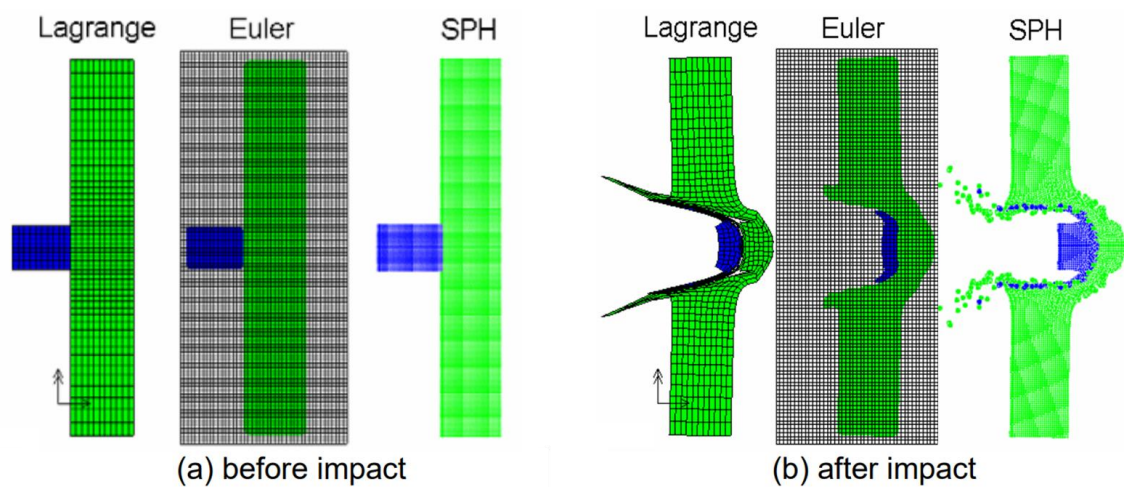 Lagrange Euler SPH
(a) before impact
Lagrange Euler SPH
(b) after impact